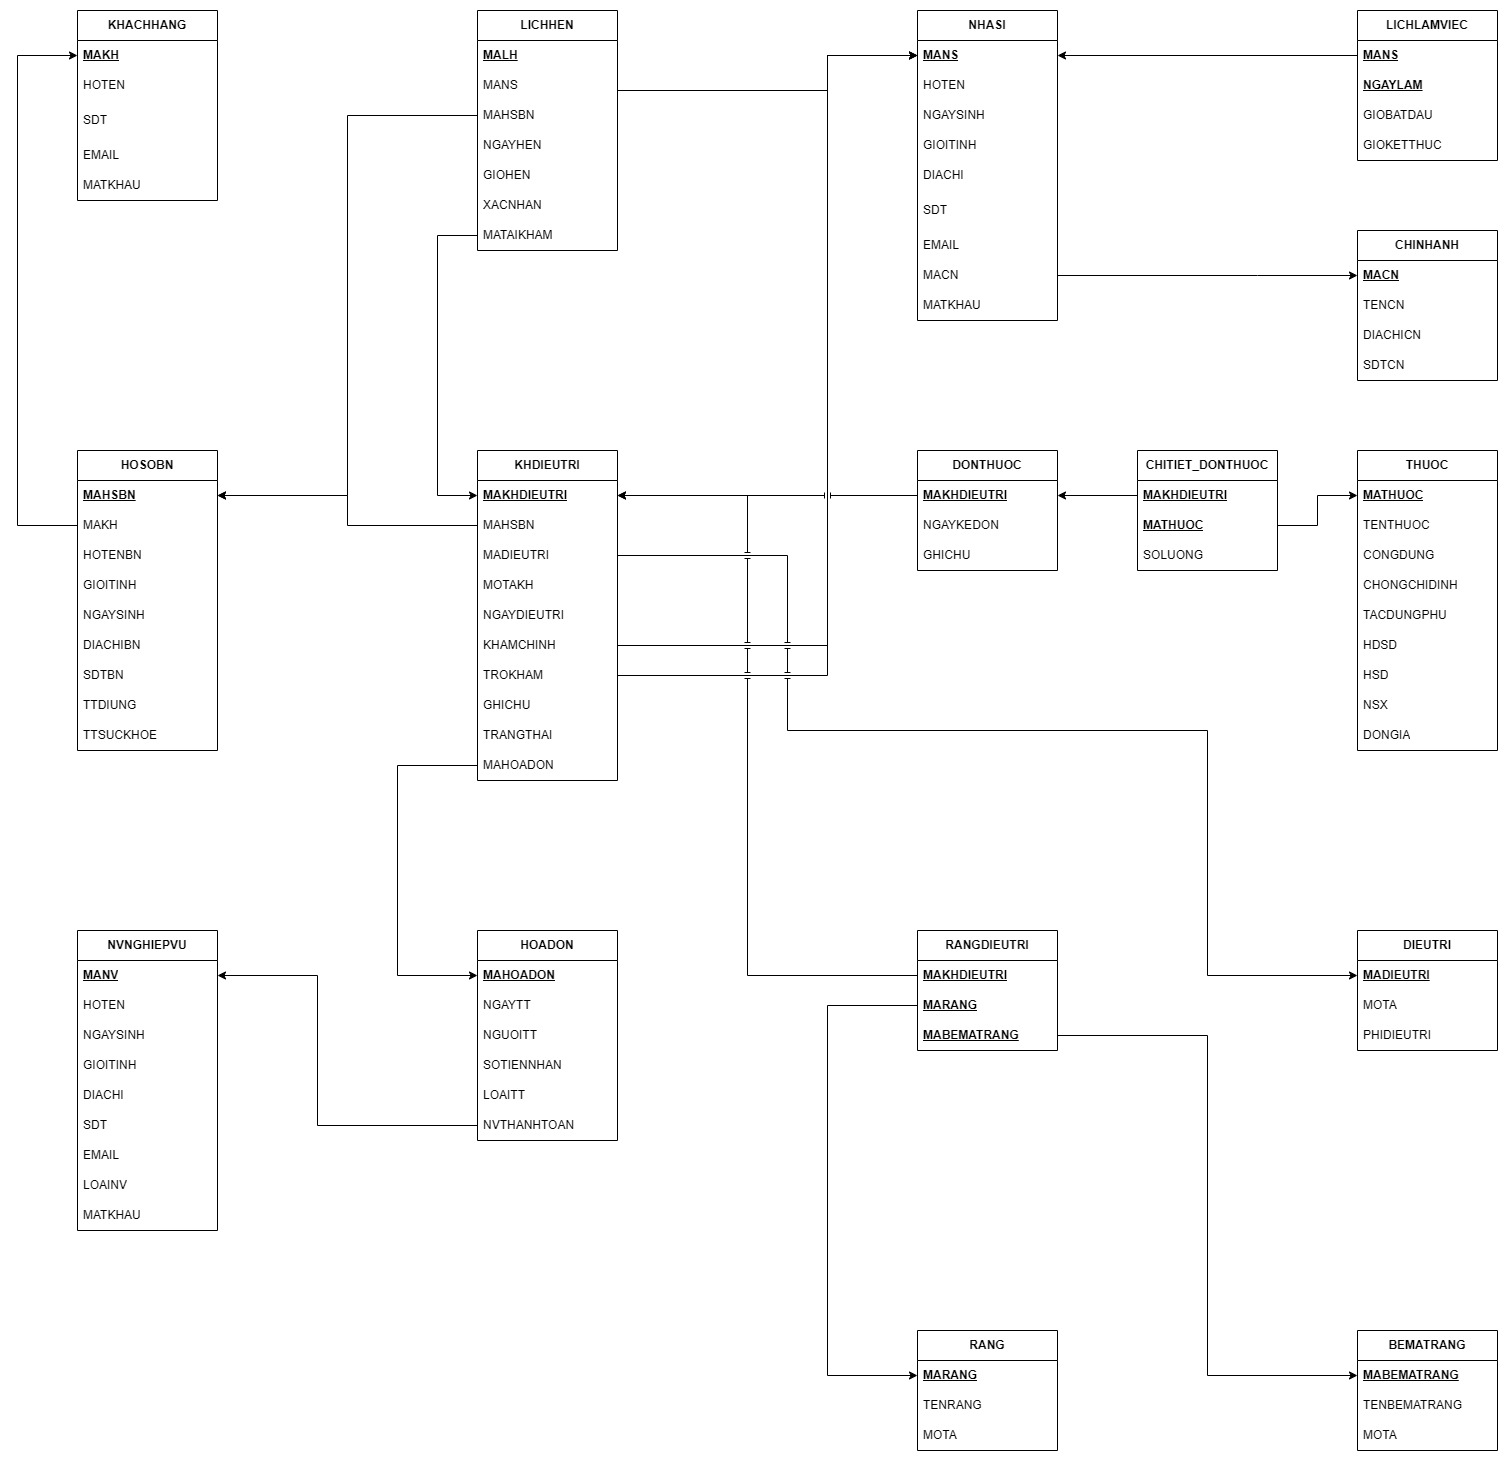 KHACHHANG
MAKH
HOTEN
SDT
EMAIL
MATKHAU
LICHHEN
MALH
MANS
MAHSBN
NGAYHEN
GIOHEN
XACNHAN
MATAIKHAM
NHASI
MANS
HOTEN
NGAYSINH
GIOITINH
DIACHI
SDT
EMAIL
MACN
MATKHAU
LICHLAMVIEC
MANS
NGAYLAM
GIOBATDAU
GIOKETTHUC
CHINHANH
MACN
TENCN
DIACHICN
SDTCN
HOSOBN
MAHSBN
MAKH
HOTENBN
GIOITINH
NGAYSINH
DIACHIBN
SDTBN
TTDIUNG
TTSUCKHOE
KHDIEUTRI
MAKHDIEUTRI
MAHSBN
MADIEUTRI
MOTAKH
NGAYDIEUTRI
KHAMCHINH
TROKHAM
GHICHU
TRANGTHAI
MAHOADON
DONTHUOC
MAKHDIEUTRI
NGAYKEDON
GHICHU
CHITIET_DONTHUOC
MAKHDIEUTRI
MATHUOC
SOLUONG
THUOC
MATHUOC
TENTHUOC
CONGDUNG
CHONGCHIDINH
TACDUNGPHU
HDSD
HSD
NSX
DONGIA
NVNGHIEPVU
MANV
HOTEN
NGAYSINH
GIOITINH
DIACHI
SDT
EMAIL
LOAINV
MATKHAU
HOADON
MAHOADON
NGAYTT
NGUOITT
SOTIENNHAN
LOAITT
NVTHANHTOAN
RANGDIEUTRI
MAKHDIEUTRI
MARANG
MABEMATRANG
DIEUTRI
MADIEUTRI
MOTA
PHIDIEUTRI
RANG
MARANG
TENRANG
MOTA
BEMATRANG
MABEMATRANG
TENBEMATRANG
MOTA